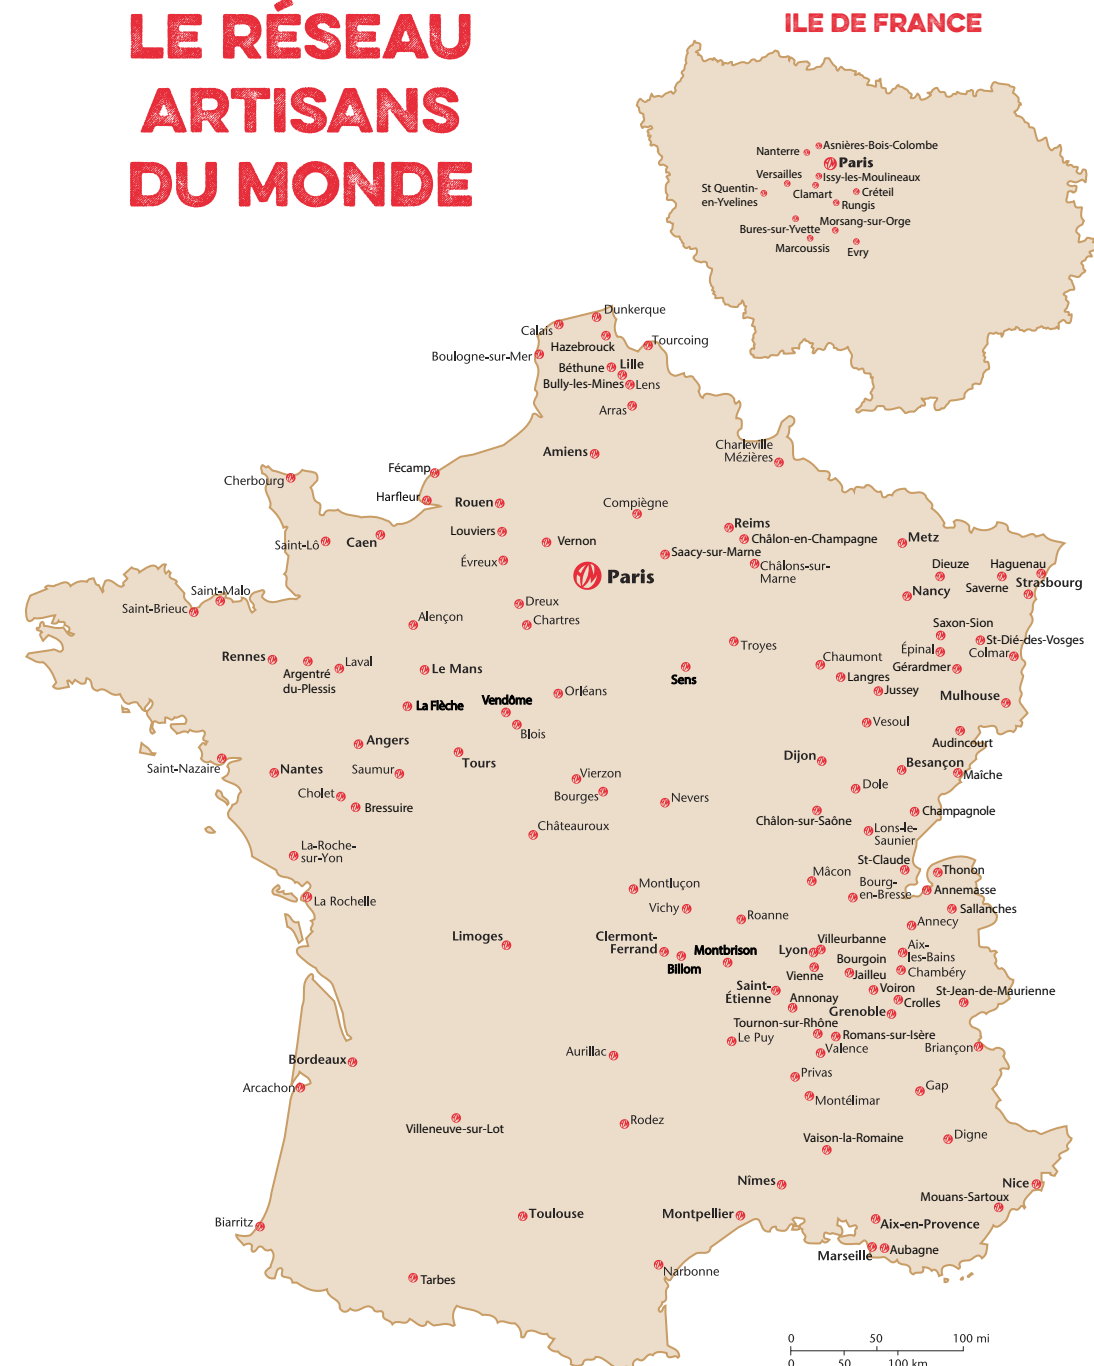 LE RÉSEAU
ARTISANS
DU MONDE
ILE DE FRANCE
Asnières-Bois-Colombe
Nanterre
Paris
Versailles
Issy-les-Moulineaux
St Quentin-
en-Yvelines
Clamart
Créteil
Rungis
Bures-sur-Yvette
Morsang-sur-Orge
Marcoussis
Evry
Dunkerque
Calais
Hazebrouck
Tourcoing
Boulogne-sur-Mer
Béthune
Lille
Bully-les-Mines
Lens
Arras
Amiens
Charleville
Mézières
Fécamp
Cherbourg
Harfleur
Rouen
Compiègne
Reims
Louviers
Vernon
Châlon-en-Champagne
Metz
Saint-Lô
Caen
Saacy-sur-Marne
Évreux
Châlons-sur-
Marne
Dieuze
Haguenau
Paris
Saverne
Strasbourg
Nancy
Saint-Malo
Saint-Brieuc
Dreux
Alençon
Chartres
Saxon-Sion
Troyes
St-Dié-des-Vosges
Épinal
Colmar
Rennes
Argentré
du-Plessis
Laval
Le Mans
Chaumont
Gérardmer
Sens
Langres
Jussey
Mulhouse
La Flèche
Vendôme
Orléans
Blois
Vesoul
Angers
Audincourt
Saint-Nazaire
Nantes
Saumur
Tours
Dijon
Besançon
Maîche
Vierzon
Cholet
Bourges
Nevers
Dole
Bressuire
Châteauroux
Châlon-sur-Saône
Champagnole
Lons-le-
Saunier
La-Roche-
sur-Yon
St-Claude
Thonon
Mâcon
Bourg-
en-Bresse
Annemasse
La Rochelle
Montluçon
Vichy
Roanne
Sallanches
Annecy
Limoges
Clermont-
Ferrand
Billom
Montbrison
Lyon
Villeurbanne
Aix-
les-Bains
Vienne
Bourgoin
Jailleu
Chambéry
Saint-
Étienne
Annonay
Voiron
St-Jean-de-Maurienne
Crolles
Grenoble
Tournon-sur-Rhône
Le Puy
Romans-sur-Isère
Valence
Briançon
Bordeaux
Aurillac
Arcachon
Privas
Montélimar
Gap
Villeneuve-sur-Lot
Rodez
Vaison-la-Romaine
Digne
Nîmes
Nice
Mouans-Sartoux
Biarritz
Toulouse
Montpellier
Aix-en-Provence
Marseille
Aubagne
Tarbes
Narbonne
0 50 100 mi
0 50 100 km